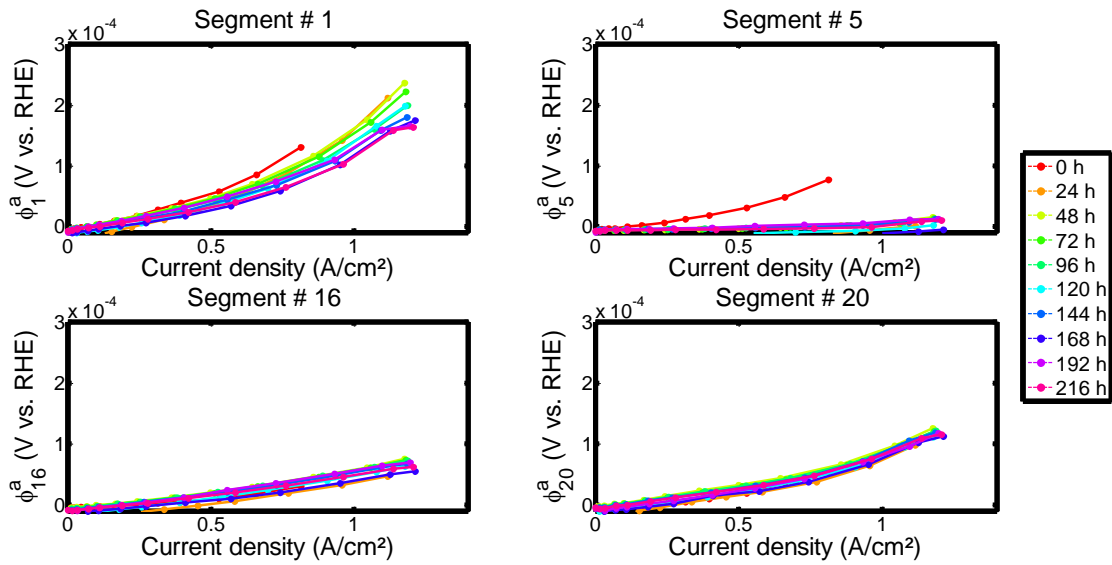 Segment # 1
3 x 10⁻⁴
2
1
0
0 0.5 1
ϕ₁ᵃ (V vs. RHE)
Current density (A/cm²)
Segment # 5
3 x 10⁻⁴
2
1
0
0 0.5 1
ϕ₅ᵃ (V vs. RHE)
Current density (A/cm²)
Segment # 16
3 x 10⁻⁴
2
1
0
0 0.5 1
ϕ₁₆ᵃ (V vs. RHE)
Current density (A/cm²)
Segment # 20
3 x 10⁻⁴
2
1
0
0 0.5 1
ϕ₂₀ᵃ (V vs. RHE)
Current density (A/cm²)
0 h
24 h
48 h
72 h
96 h
120 h
144 h
168 h
192 h
216 h